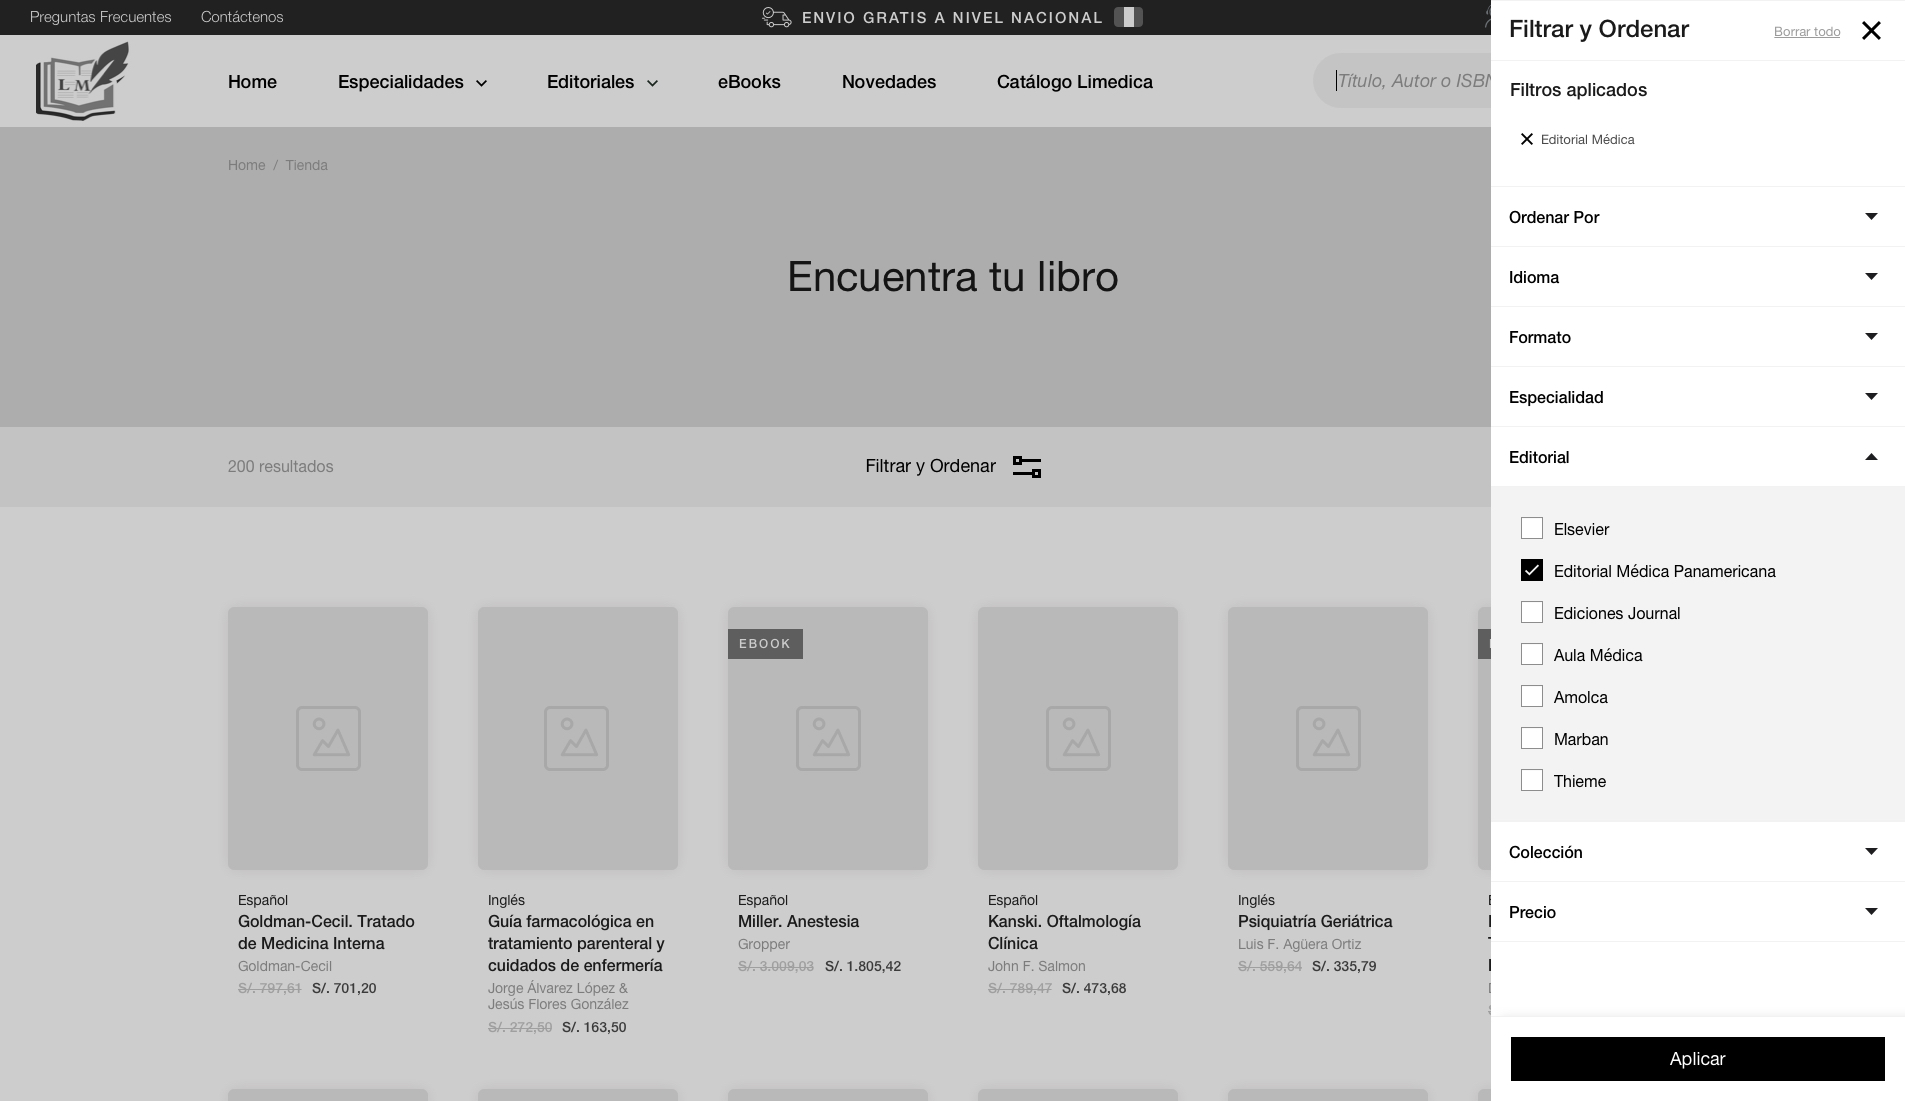 Preguntas Frecuentes
Contáctenos
ENVIO GRATIS A NIVEL NACIONAL
LM
Home
Especialidades
Editoriales
eBooks
Novedades
Catálogo Limedica
Título, Autor o ISBN
Home / Tienda
Encuentra tu libro
200 resultados
Filtrar y Ordenar
EBOOK
Español
Goldman-Cecil. Tratado
de Medicina Interna
Goldman-Cecil
S/. 797,61 S/. 701,20
Inglés
Guía farmacológica en
tratamiento parenteral y
cuidados de enfermería
Jorge Álvarez López &
Jesús Flores González
S/. 272,50 S/. 163,50
Español
Miller. Anestesia
Gropper
S/. 3.009,03 S/. 1.805,42
Español
Kanski. Oftalmología
Clínica
John F. Salmon
S/. 789,47 S/. 473,68
Inglés
Psiquiatría Geriátrica
Luis F. Agüera Ortiz
S/. 559,64 S/. 335,79
Filtrar y Ordenar
Borrar todo
Filtros aplicados
Editorial Médica
Ordenar Por
Idioma
Formato
Especialidad
Editorial
Elsevier
Editorial Médica Panamericana
Ediciones Journal
Aula Médica
Amolca
Marban
Thieme
Colección
Precio
Aplicar